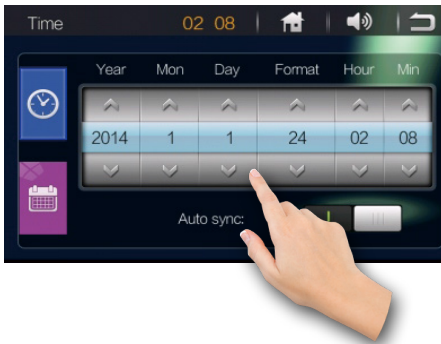 Time 02 08
Year Mon Day Format Hour Min
2014 1 1 24 02 08
Auto sync: